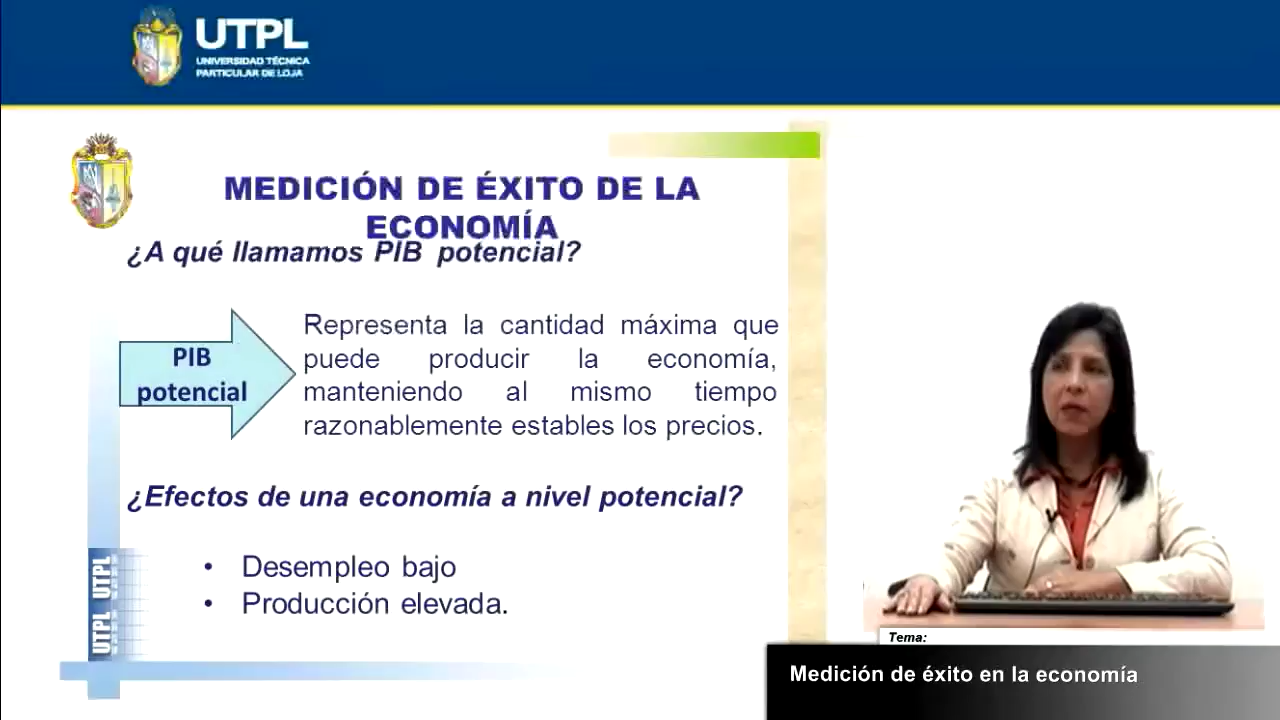 UTPL
UNIVERSIDAD TÉCNICA
PARTICULAR DE LOJA
MEDICIÓN DE ÉXITO DE LA
ECONOMÍA
¿A qué llamamos PIB potencial?
PIB
potencial
Representa la cantidad máxima que
puede producir la economía,
manteniendo al mismo tiempo
razonablemente estables los precios.
¿Efectos de una economía a nivel potencial?
• Desempleo bajo
• Producción elevada.
UTPL UTPL
Tema:
Medición de éxito en la economía